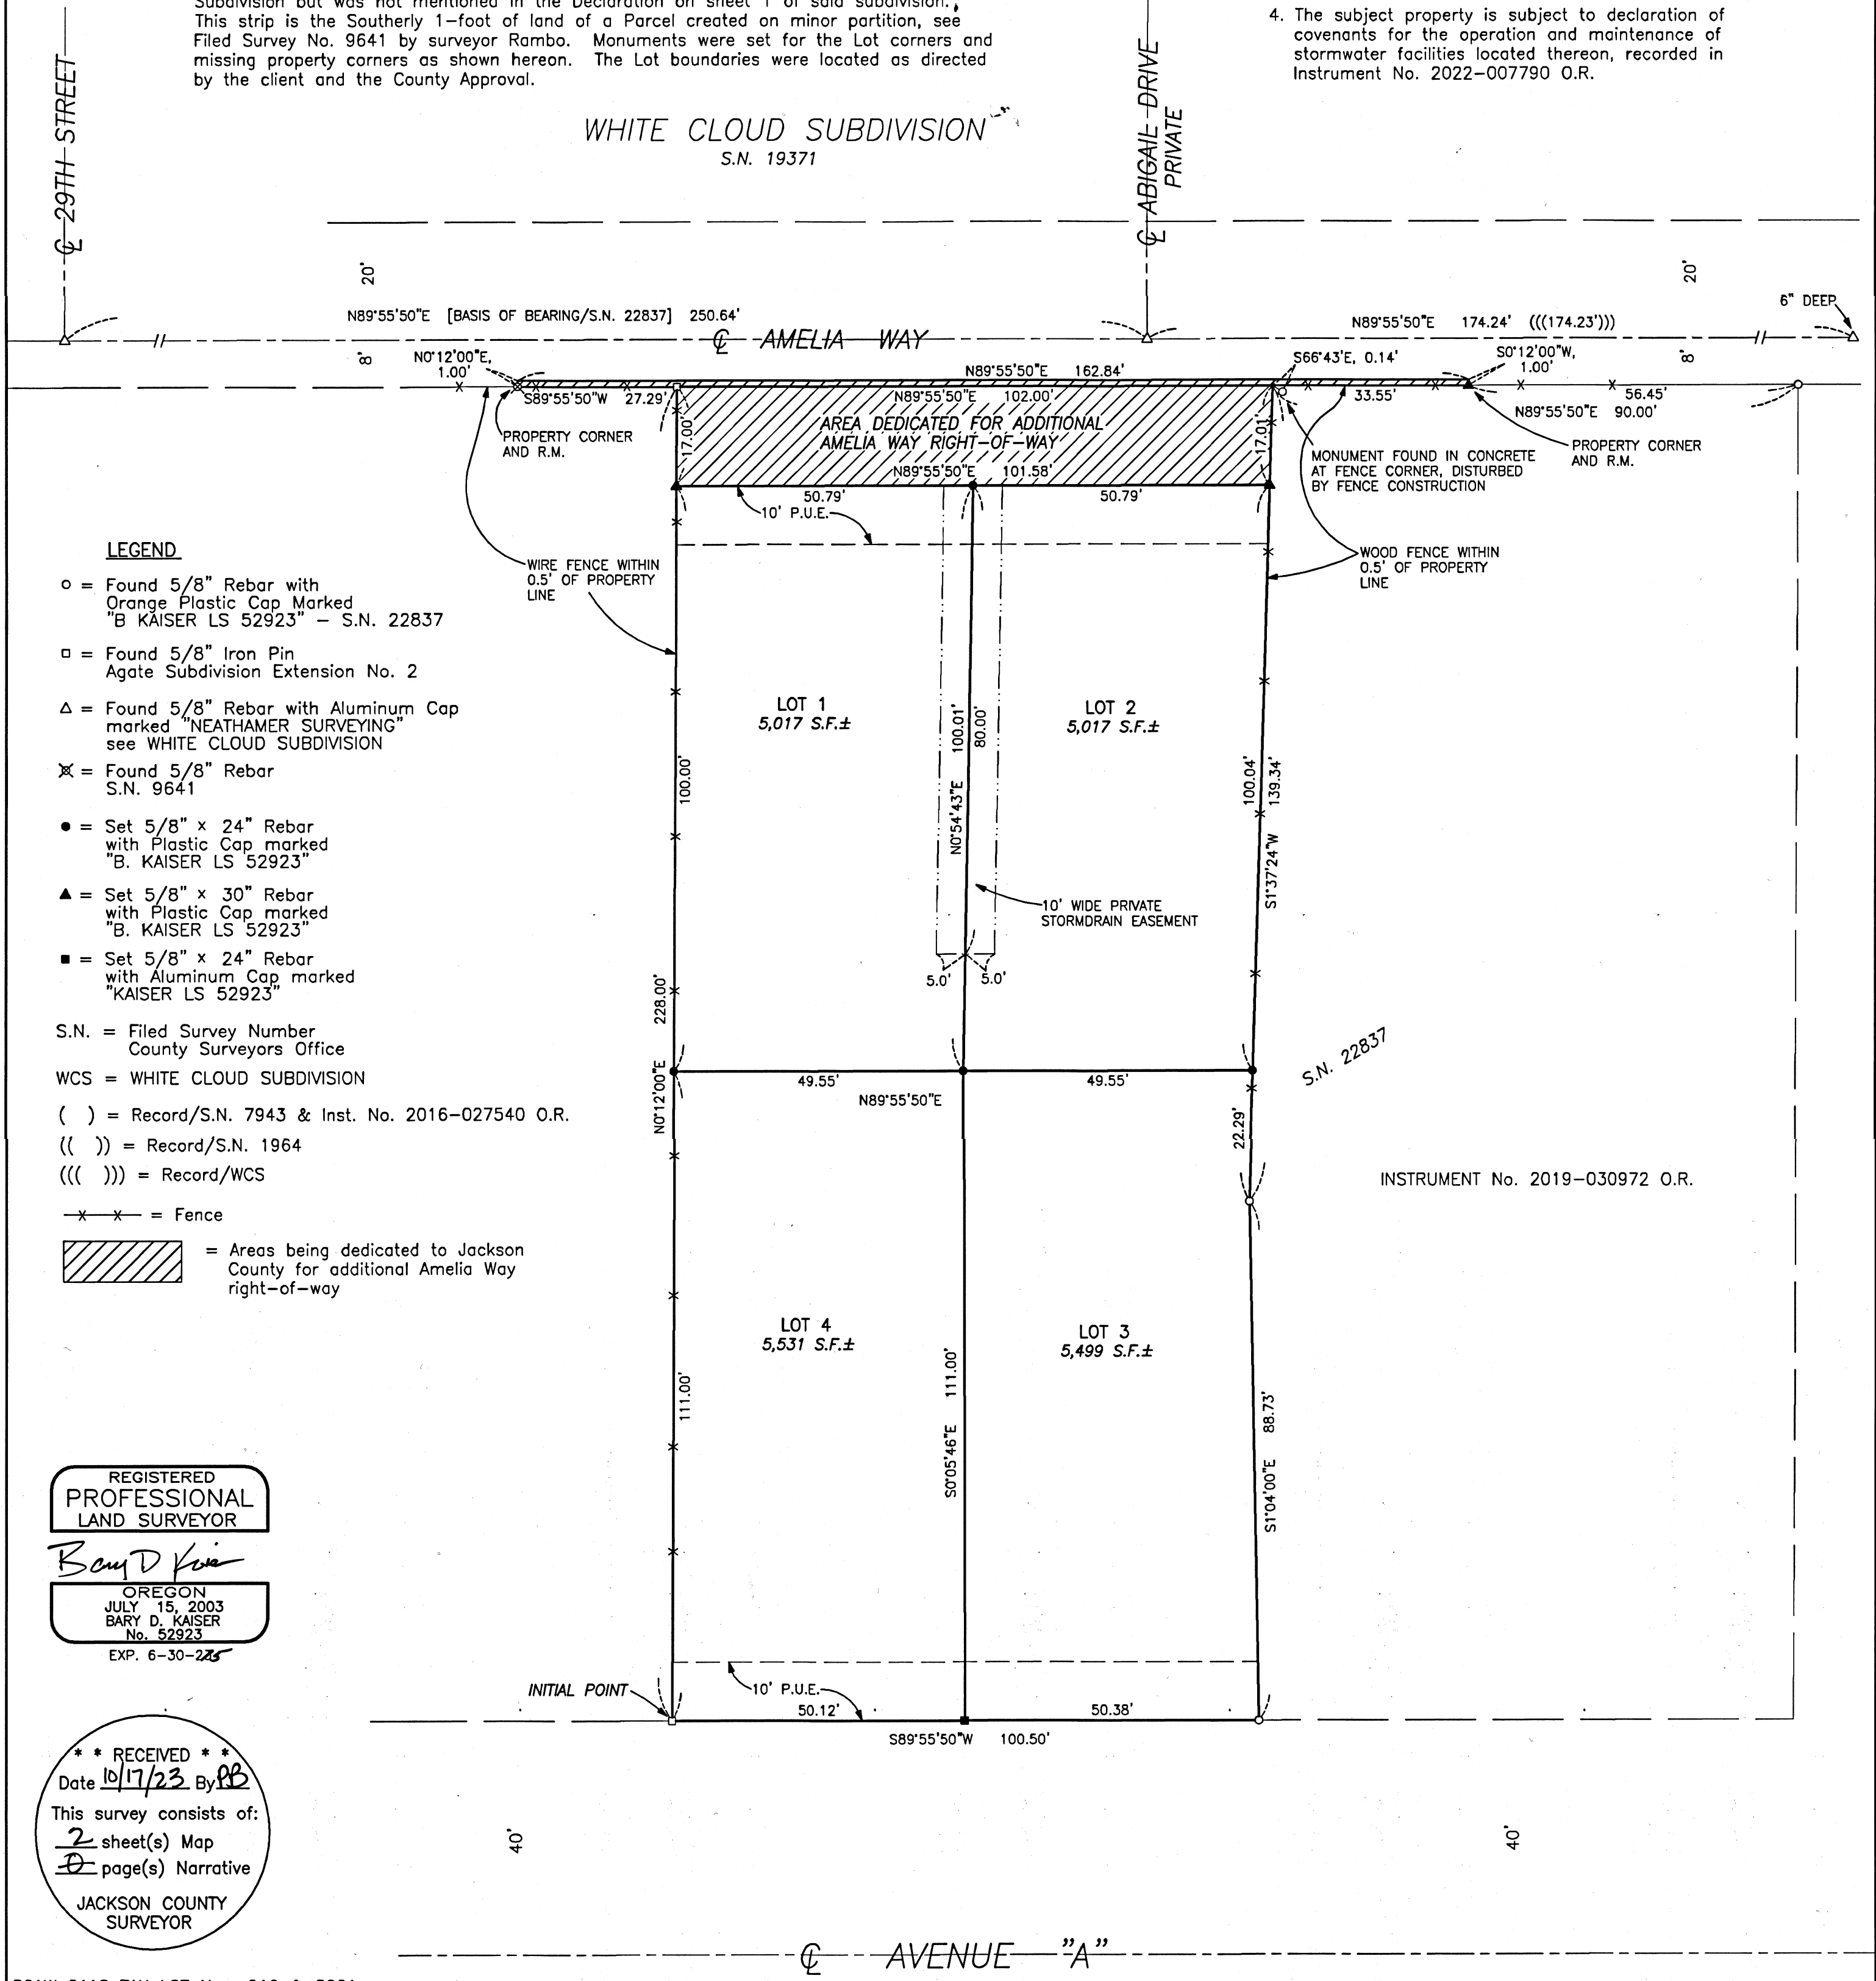 Subdivision but was not mentioned in the Declaration on sheet 1 of said subdivision.
This strip is the Southerly 1-foot of land of a Parcel created on minor partition, see
Filed Survey No. 9641 by surveyor Rambo. Monuments were set for the Lot corners and
missing property corners as shown hereon. The Lot boundaries were located as directed
by the client and the County Approval.
4. The subject property is subject to declaration of
covenants for the operation and maintenance of
stormwater facilities located thereon, recorded in
Instrument No. 2022-007790 O.R.
℄ 29TH STREET
WHITE CLOUD SUBDIVISION
S.N. 19371
℄ ABIGAIL DRIVE
PRIVATE
20'
20'
6" DEEP
N89°55'50"E [BASIS OF BEARING/S.N. 22837] 250.64'
N89°55'50"E 174.24' (((174.23')))
℄ AMELIA WAY
8'
8'
N0°12'00"E,
1.00'
N89°55'50"E 162.84'
S66°43'E, 0.14'
S0°12'00"W,
1.00'
S89°55'50"W 27.29'
N89°55'50"E 102.00'
33.55'
56.45'
N89°55'50"E 90.00'
AREA DEDICATED FOR ADDITIONAL
AMELIA WAY RIGHT-OF-WAY
17.00'
17.01'
PROPERTY CORNER
AND R.M.
PROPERTY CORNER
AND R.M.
MONUMENT FOUND IN CONCRETE
AT FENCE CORNER, DISTURBED
BY FENCE CONSTRUCTION
N89°55'50"E 101.58'
50.79'
50.79'
10' P.U.E.
WIRE FENCE WITHIN
0.5' OF PROPERTY
LINE
WOOD FENCE WITHIN
0.5' OF PROPERTY
LINE
LEGEND
= Found 5/8" Rebar with
Orange Plastic Cap Marked
"B KAISER LS 52923" - S.N. 22837
= Found 5/8" Iron Pin
Agate Subdivision Extension No. 2
= Found 5/8" Rebar with Aluminum Cap
marked "NEATHAMER SURVEYING"
see WHITE CLOUD SUBDIVISION
= Found 5/8" Rebar
S.N. 9641
= Set 5/8" x 24" Rebar
with Plastic Cap marked
"B. KAISER LS 52923"
= Set 5/8" x 30" Rebar
with Plastic Cap marked
"B. KAISER LS 52923"
= Set 5/8" x 24" Rebar
with Aluminum Cap marked
"KAISER LS 52923"
S.N. = Filed Survey Number
County Surveyors Office
WCS = WHITE CLOUD SUBDIVISION
( ) = Record/S.N. 7943 & Inst. No. 2016-027540 O.R.
(( )) = Record/S.N. 1964
((( ))) = Record/WCS
x x = Fence
= Areas being dedicated to Jackson
County for additional Amelia Way
right-of-way
LOT 1
5,017 S.F.±
LOT 2
5,017 S.F.±
100.00'
N0°54'43"E 100.01'
80.00'
100.04'
S1°37'24"W 139.34'
10' WIDE PRIVATE
STORMDRAIN EASEMENT
5.0'
5.0'
N0°12'00"E 228.00'
49.55'
49.55'
N89°55'50"E
22.29'
S.N. 22837
INSTRUMENT No. 2019-030972 O.R.
LOT 4
5,531 S.F.±
LOT 3
5,499 S.F.±
111.00'
S0°05'46"E 111.00'
S1°04'00"E 88.73'
REGISTERED
PROFESSIONAL
LAND SURVEYOR
OREGON
JULY 15, 2003
BARY D. KAISER
No. 52923
EXP. 6-30-25
INITIAL POINT
10' P.U.E.
50.12'
50.38'
S89°55'50"W 100.50'
* * RECEIVED * *
Date 10/17/23 By PB
This survey consists of:
2 sheet(s) Map
0 page(s) Narrative
JACKSON COUNTY
SURVEYOR
40'
40'
℄ AVENUE "A"